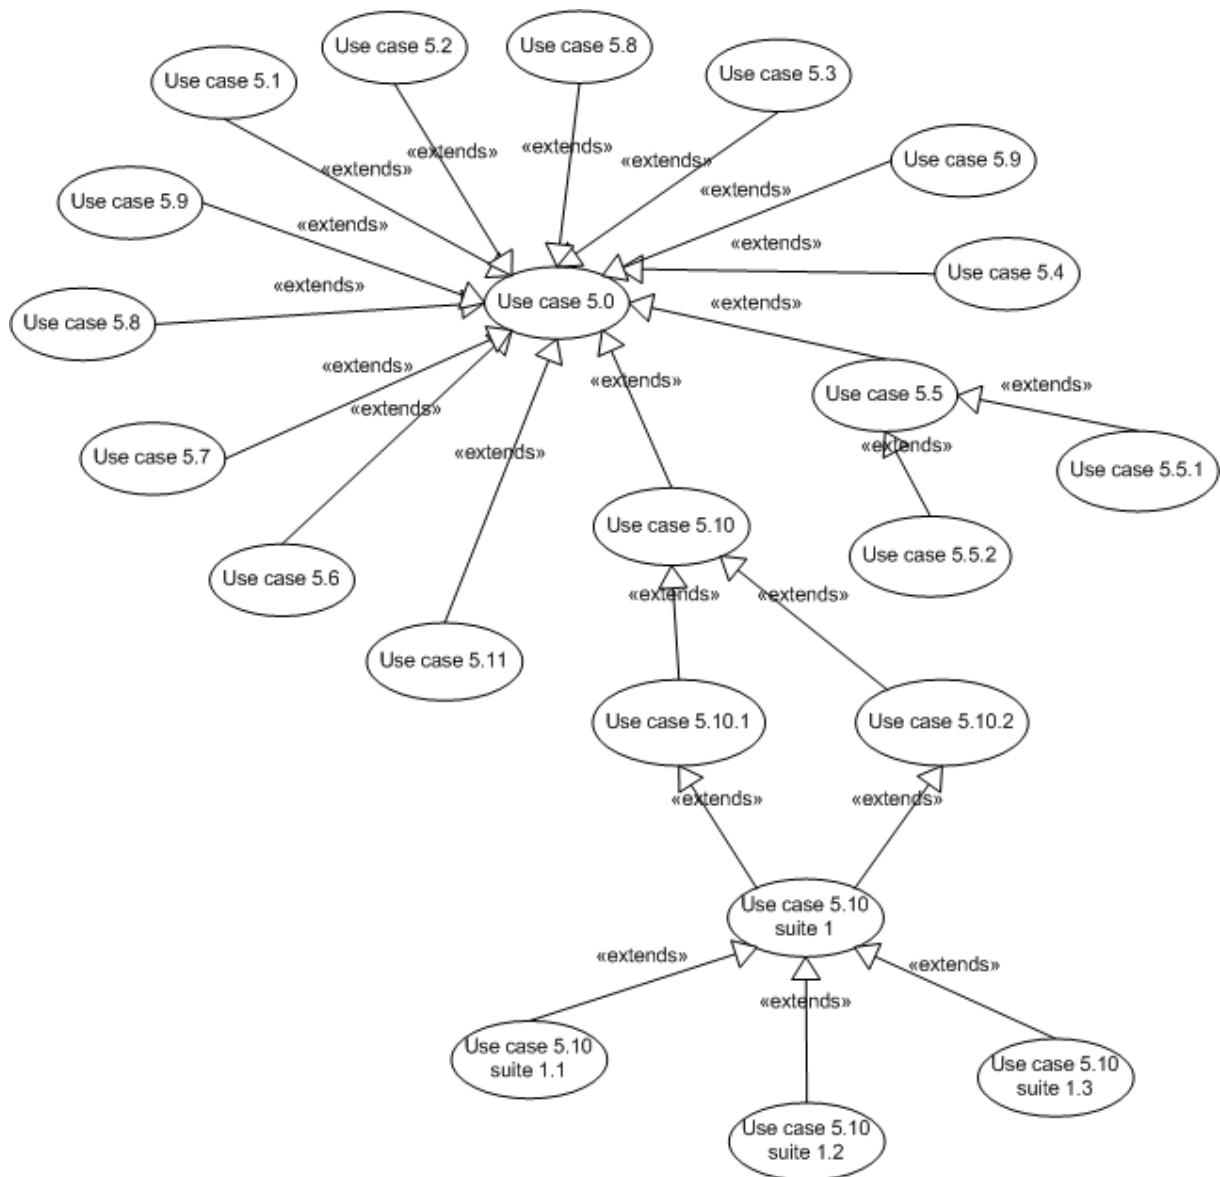 Use case 5.2
Use case 5.8
Use case 5.3
Use case 5.1
«extends»
«extends»
«extends»
«extends»
Use case 5.9
«extends»
Use case 5.9
«extends»
«extends»
Use case 5.4
«extends»
Use case 5.0
«extends»
Use case 5.8
«extends»
«extends»
«extends»
«extends»
Use case 5.5
«extends»
«extends»
Use case 5.7
Use case 5.5.1
Use case 5.10
Use case 5.5.2
Use case 5.6
«extends»
«extends»
Use case 5.11
Use case 5.10.1
Use case 5.10.2
«extends»
«extends»
Use case 5.10
suite 1
«extends»
«extends»
«extends»
Use case 5.10
suite 1.1
Use case 5.10
suite 1.3
Use case 5.10
suite 1.2